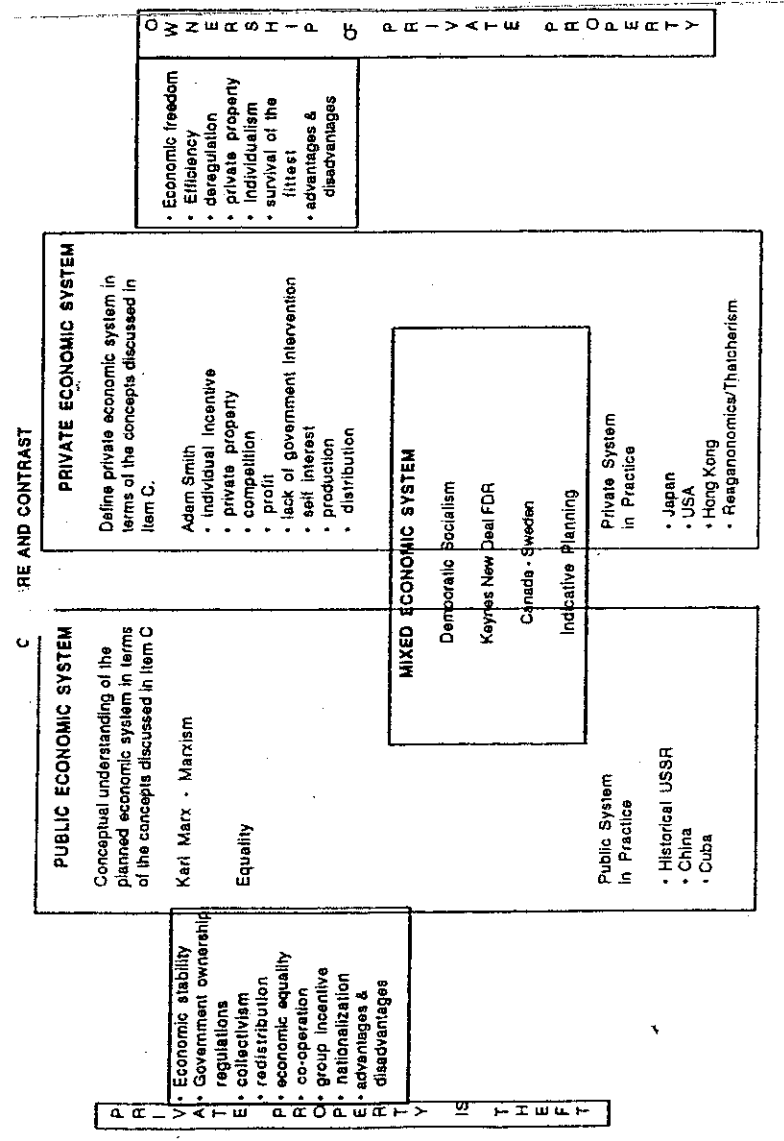 C
RE AND CONTRAST
PRIVATE PROPERTY IS THEFT
• Economic stability
• Government ownership
regulations
• collectivism
• redistribution
• economic equality
• co-operation
• group incentive
• nationalization
• advantages &
disadvantages
PUBLIC ECONOMIC SYSTEM
Conceptual understanding of the
planned economic system in terms
of the concepts discussed in Item C
Karl Marx - Marxism
Equality
Public System
in Practice
• Historical USSR
• China
• Cuba
MIXED ECONOMIC SYSTEM
Democratic Socialism
Keynes New Deal FDR
Canada - Sweden
Indicative Planning
PRIVATE ECONOMIC SYSTEM
Define private economic system in
terms of the concepts discussed in
Item C.
Adam Smith
• individual Incentive
• private property
• competition
• profit
• lack of government Intervention
• self interest
• production
• distribution
Private System
in Practice
• Japan
• USA
• Hong Kong
• Reaganonomics/Thatcherism
• Economic freedom
• Efficiency
• deregulation
• private property
• Individualism
• survival of the
fittest
• advantages &
disadvantages
OWNERSHIP OF PRIVATE PROPERTY